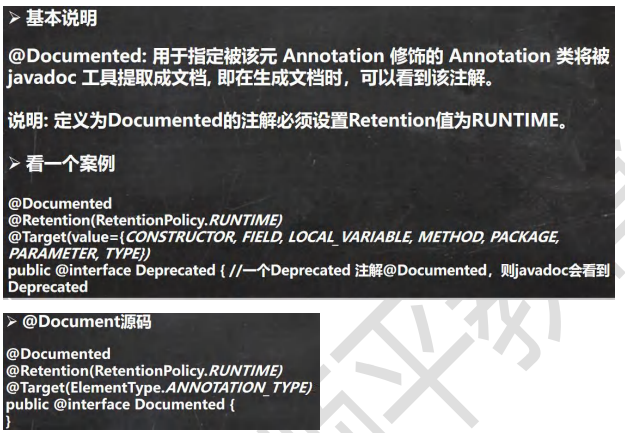 ➢ 基本说明
@Documented: 用于指定被该元 Annotation 修饰的 Annotation 类将被
javadoc 工具提取成文档, 即在生成文档时，可以看到该注解。
说明: 定义为Documented的注解必须设置Retention值为RUNTIME。
➢ 看一个案例
@Documented
@Retention(RetentionPolicy.RUNTIME)
@Target(value={CONSTRUCTOR, FIELD, LOCAL_VARIABLE, METHOD, PACKAGE,
PARAMETER, TYPE})
public @interface Deprecated { //一个Deprecated 注解@Documented，则javadoc会看到
Deprecated
➢ @Document源码
@Documented
@Retention(RetentionPolicy.RUNTIME)
@Target(ElementType.ANNOTATION_TYPE)
public @interface Documented {
}